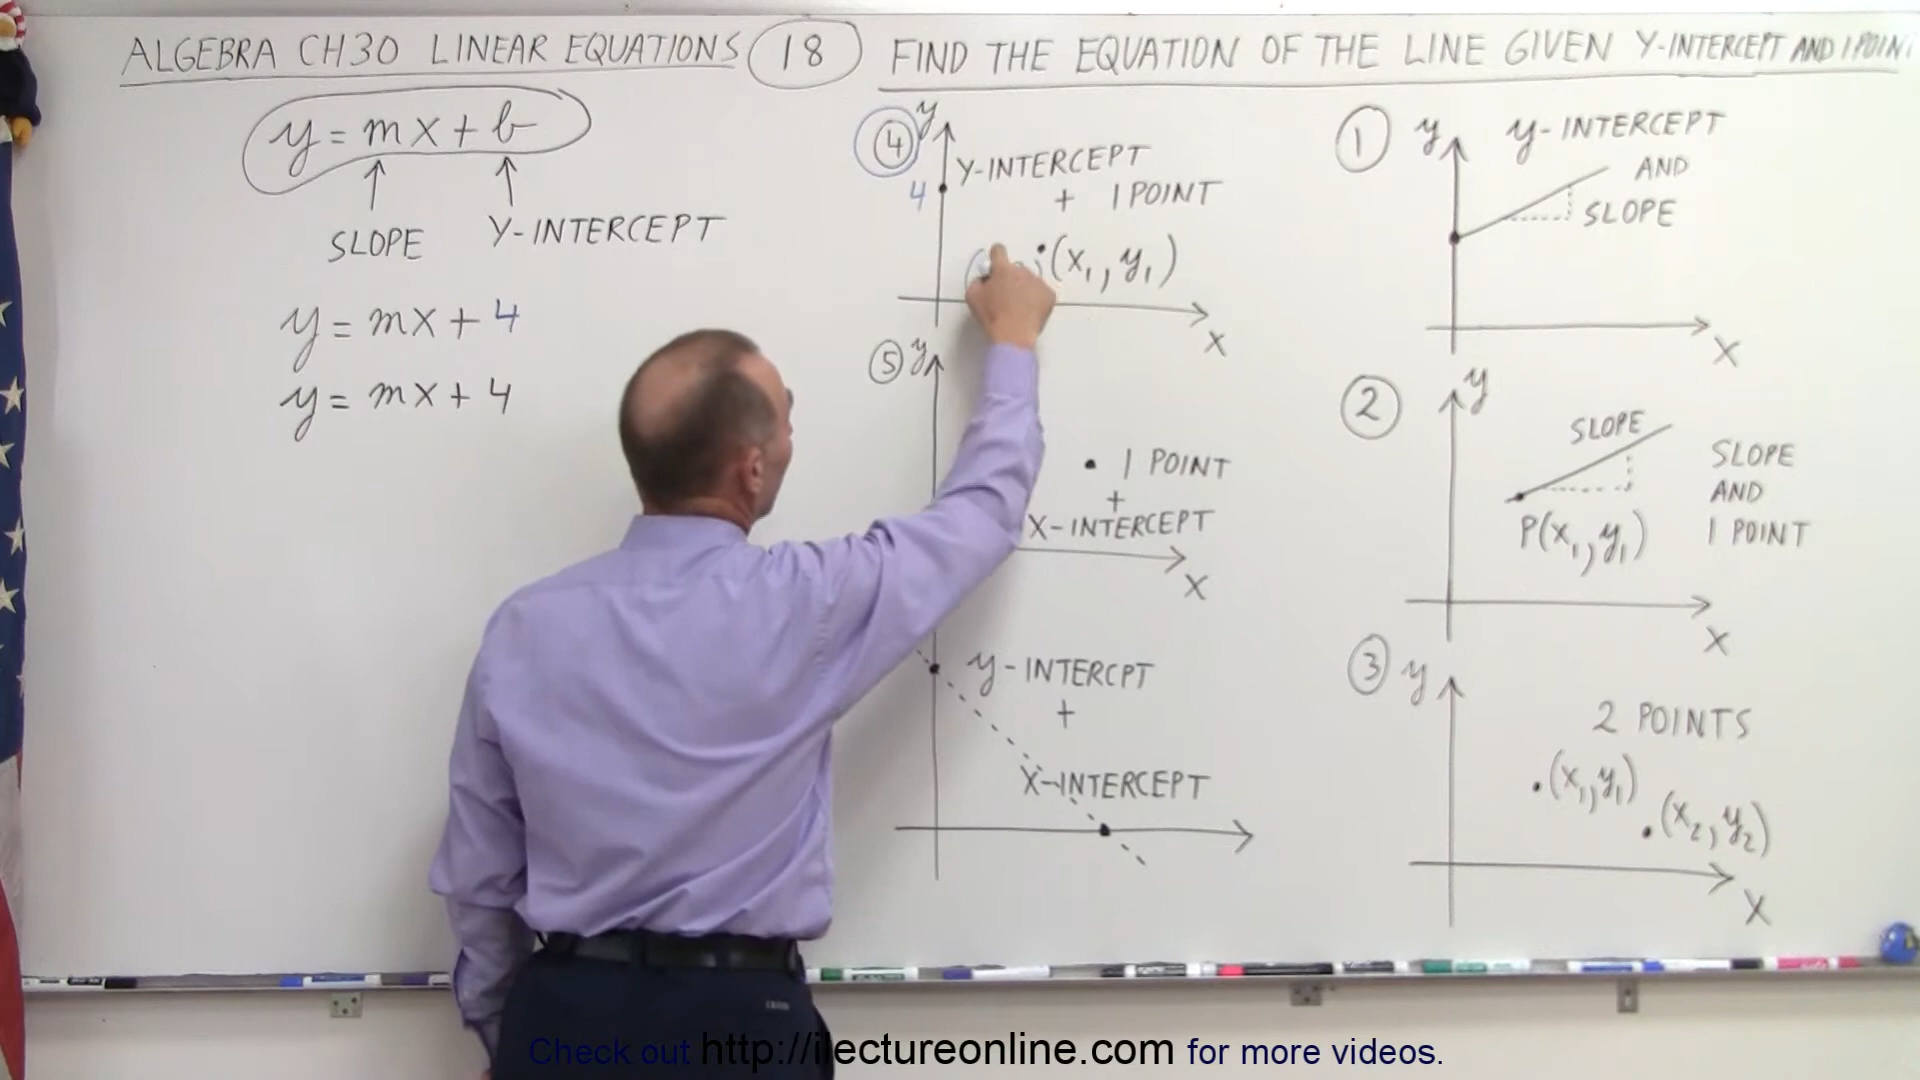 ALGEBRA CH30 LINEAR EQUATIONS 18 FIND THE EQUATION OF THE LINE GIVEN Y-INTERCEPT AND 1 POIN
y = mx + b
SLOPE
Y-INTERCEPT
y = mx + 4
y = mx + 4
4
y
Y-INTERCEPT
+ 1 POINT
4
(x₁, y₁)
x
5
y
1 POINT
+
X-INTERCEPT
x
y-INTERCPT
+
X-INTERCEPT
1
y
y-INTERCEPT
AND
SLOPE
x
2
y
SLOPE
SLOPE
AND
1 POINT
P(x₁, y₁)
x
3
y
2 POINTS
(x₁, y₁)
(x₂, y₂)
x
Check out http://ilectureonline.com for more videos.